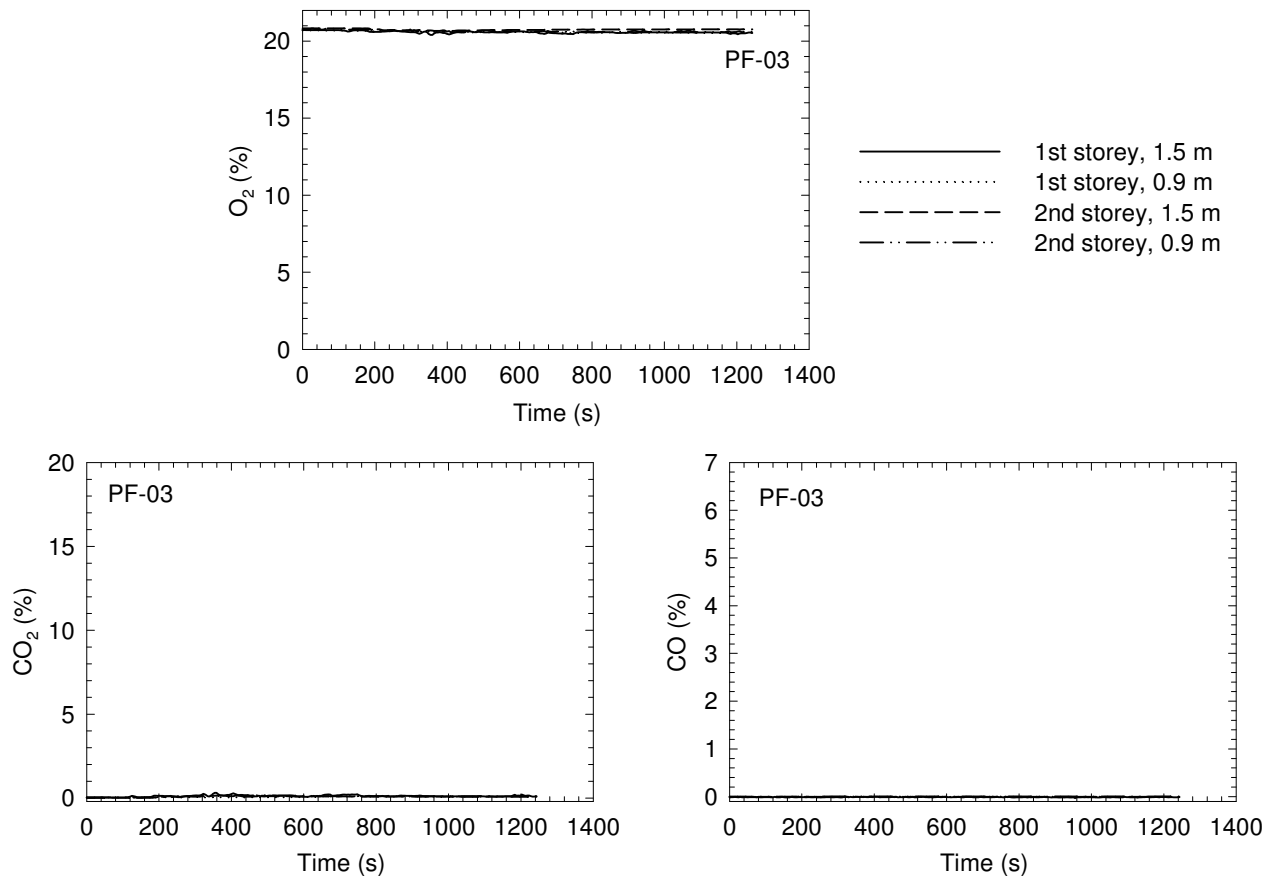 20
15
10
5
0
O₂ (%)
PF-03
0 200 400 600 800 1000 1200 1400
Time (s)
1st storey, 1.5 m
1st storey, 0.9 m
2nd storey, 1.5 m
2nd storey, 0.9 m
20
15
10
5
0
CO₂ (%)
PF-03
0 200 400 600 800 1000 1200 1400
Time (s)
7
6
5
4
3
2
1
0
CO (%)
PF-03
0 200 400 600 800 1000 1200 1400
Time (s)